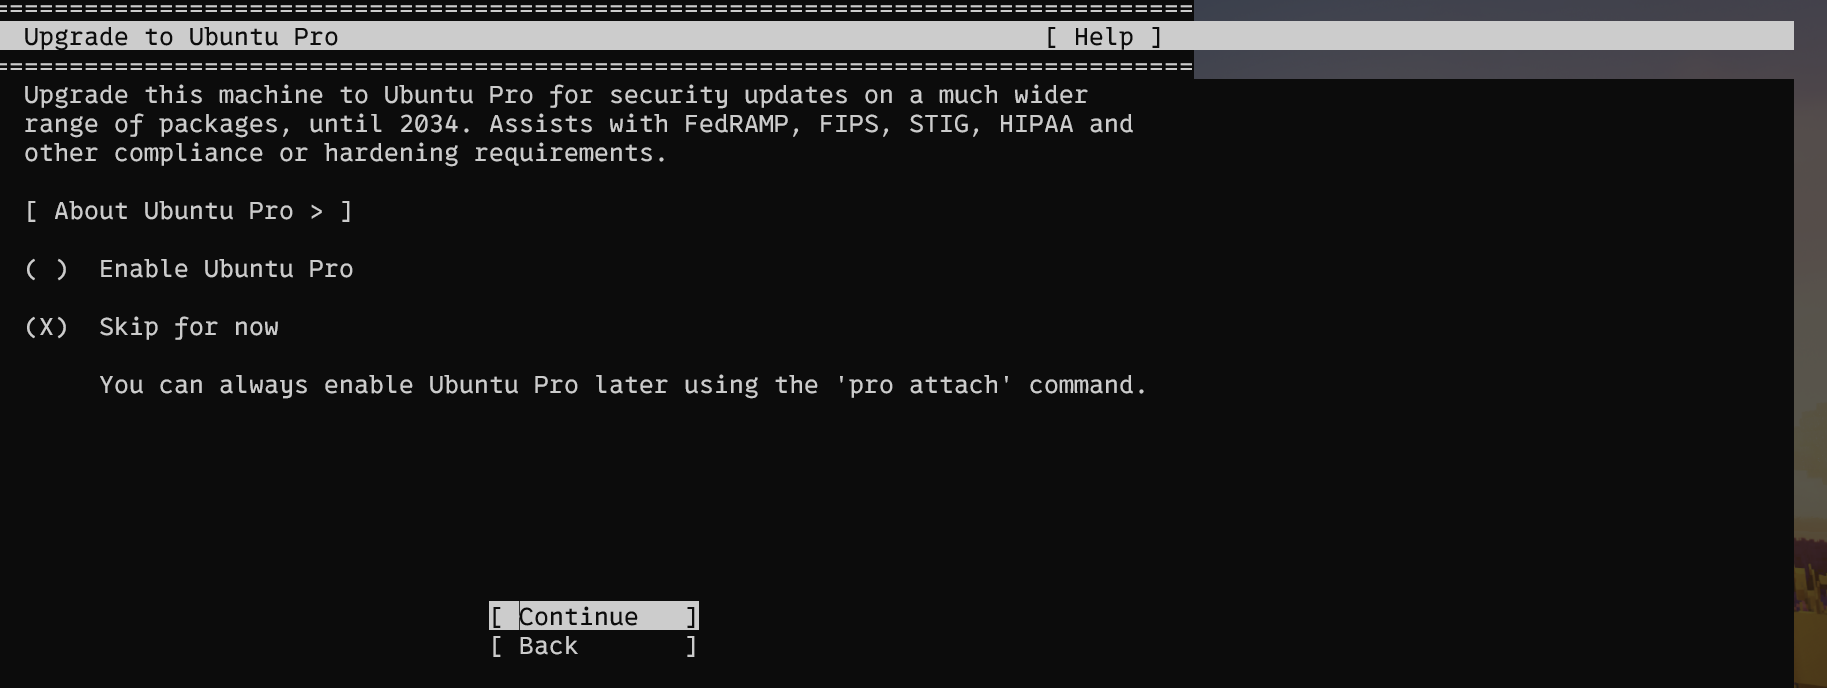 ================================================================================
Upgrade to Ubuntu Pro [ Help ]
================================================================================
Upgrade this machine to Ubuntu Pro for security updates on a much wider
range of packages, until 2034. Assists with FedRAMP, FIPS, STIG, HIPAA and
other compliance or hardening requirements.
[ About Ubuntu Pro > ]
( ) Enable Ubuntu Pro
(X) Skip for now
You can always enable Ubuntu Pro later using the 'pro attach' command.
[ Continue ]
[ Back ]